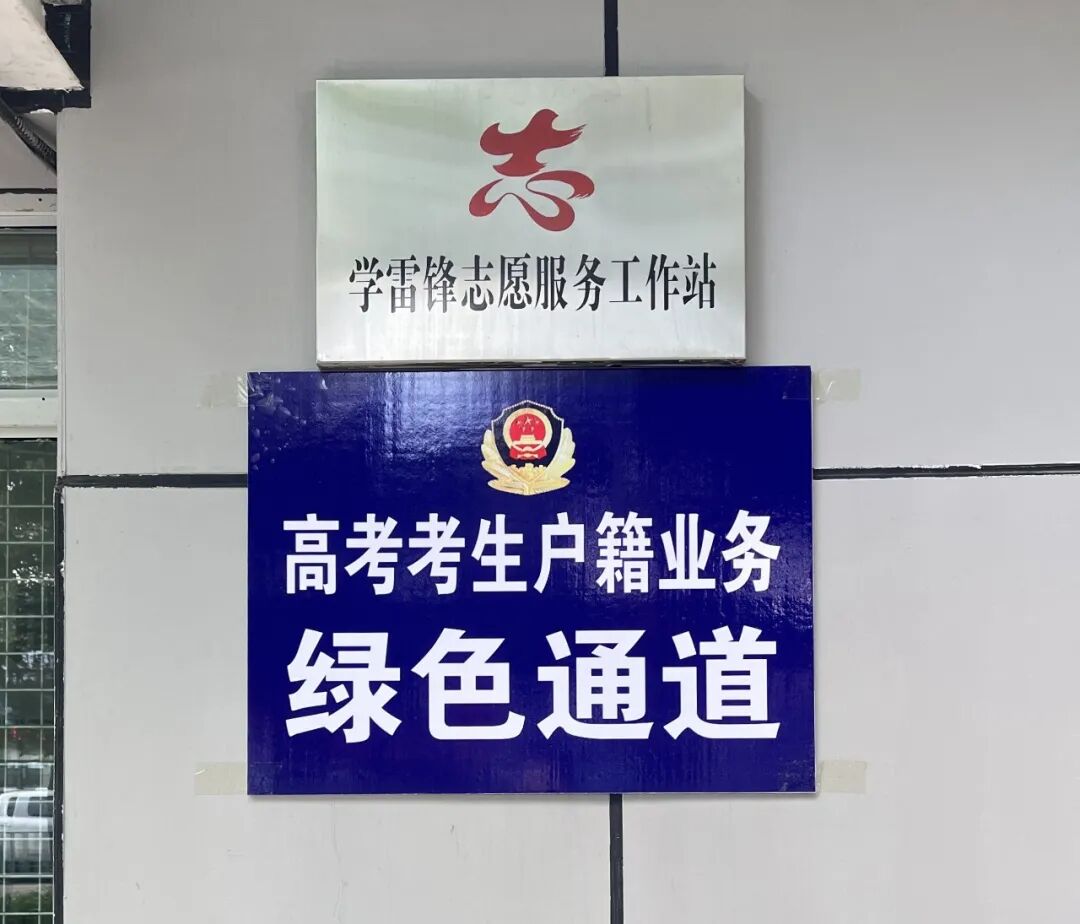 志
学雷锋志愿服务工作站
高考考生户籍业务
绿色通道